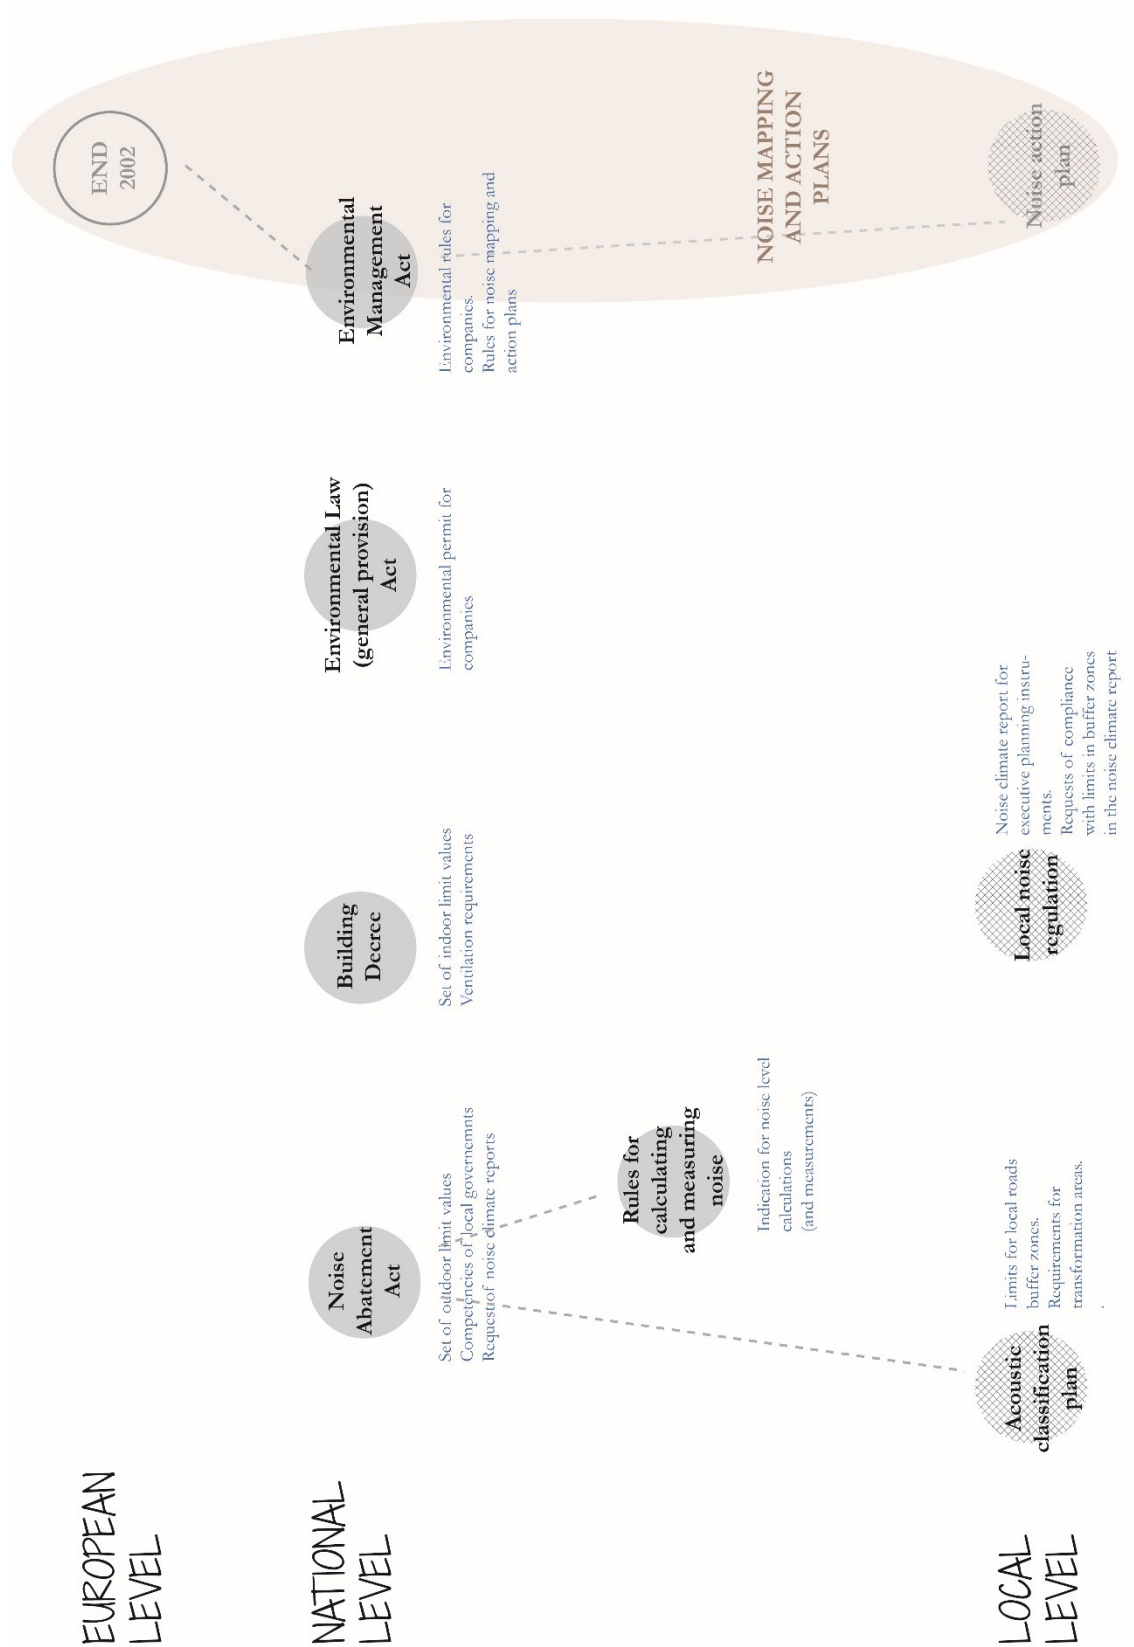 EUROPEAN
LEVEL
END
2002
NATIONAL
LEVEL
Noise
Abatement
Act
Set of outdoor limit values
Competencies of local governemnts
Request of noise climate reports
Building
Decree
Set of indoor limit values
Ventilation requirements
Environmental Law
(general provision)
Act
Environmental permit for
companies
Environmental
Management
Act
Environmental rules for
companies.
Rules for noise mapping and
action plans
Rules for
calculating
and measuring
noise
Indication for noise level
calculations
(and measurements)
NOISE MAPPING
AND ACTION
PLANS
LOCAL
LEVEL
Acoustic
classification
plan
Limits for local roads
buffer zones.
Requirements for
transformation areas.
.
Local noise
regulation
Noise climate report for
executive planning instru-
ments.
Requests of compliance
with limits in buffer zones
in the noise climate report
Noise action
plan